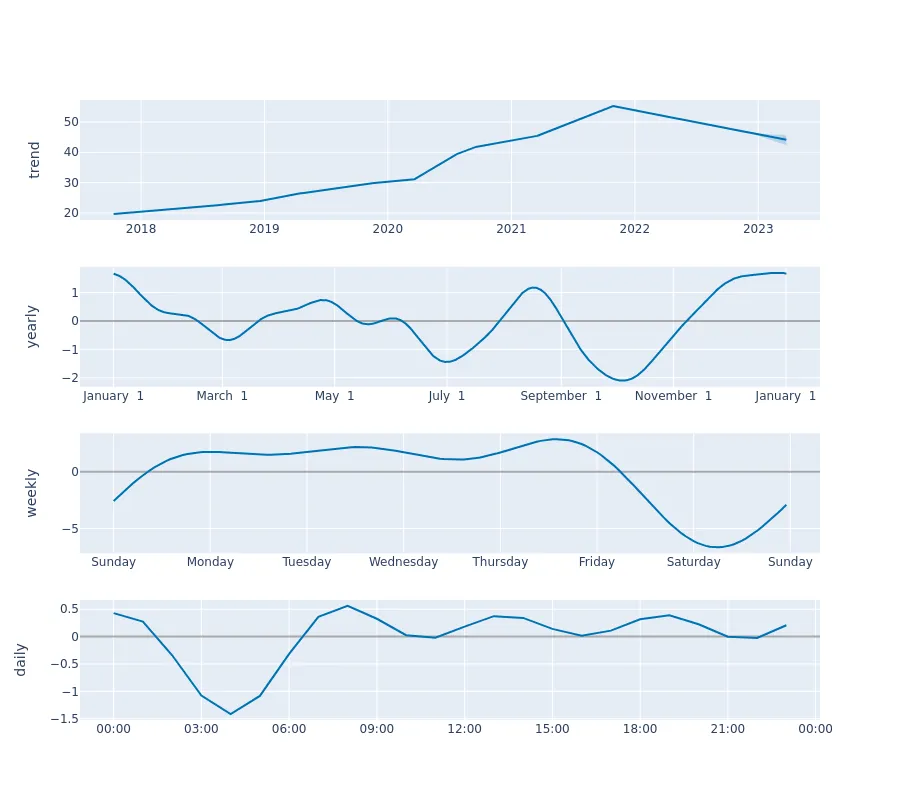 trend
50
40
30
20
2018 2019 2020 2021 2022 2023
yearly
1
0
−1
−2
January 1 March 1 May 1 July 1 September 1 November 1 January 1
weekly
0
−5
Sunday Monday Tuesday Wednesday Thursday Friday Saturday Sunday
daily
0.5
0
−0.5
−1
−1.5
00:00 03:00 06:00 09:00 12:00 15:00 18:00 21:00 00:00